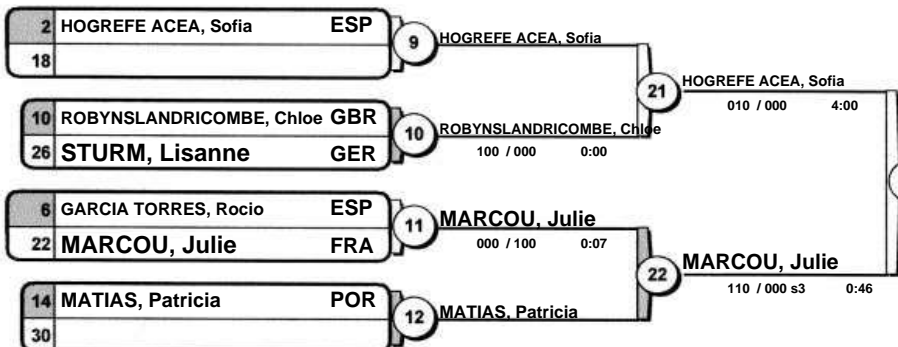 2 HOGREFE ACEA, Sofia ESP
18
9
HOGREFE ACEA, Sofia
21
HOGREFE ACEA, Sofia
010 / 000 4:00
10 ROBYNSLANDRICOMBE, Chloe GBR
26 STURM, Lisanne GER
10
ROBYNSLANDRICOMBE, Chloe
100 / 000 0:00
6 GARCIA TORRES, Rocio ESP
22 MARCOU, Julie FRA
11
MARCOU, Julie
000 / 100 0:07
22
MARCOU, Julie
110 / 000 s3 0:46
14 MATIAS, Patricia POR
30
12
MATIAS, Patricia